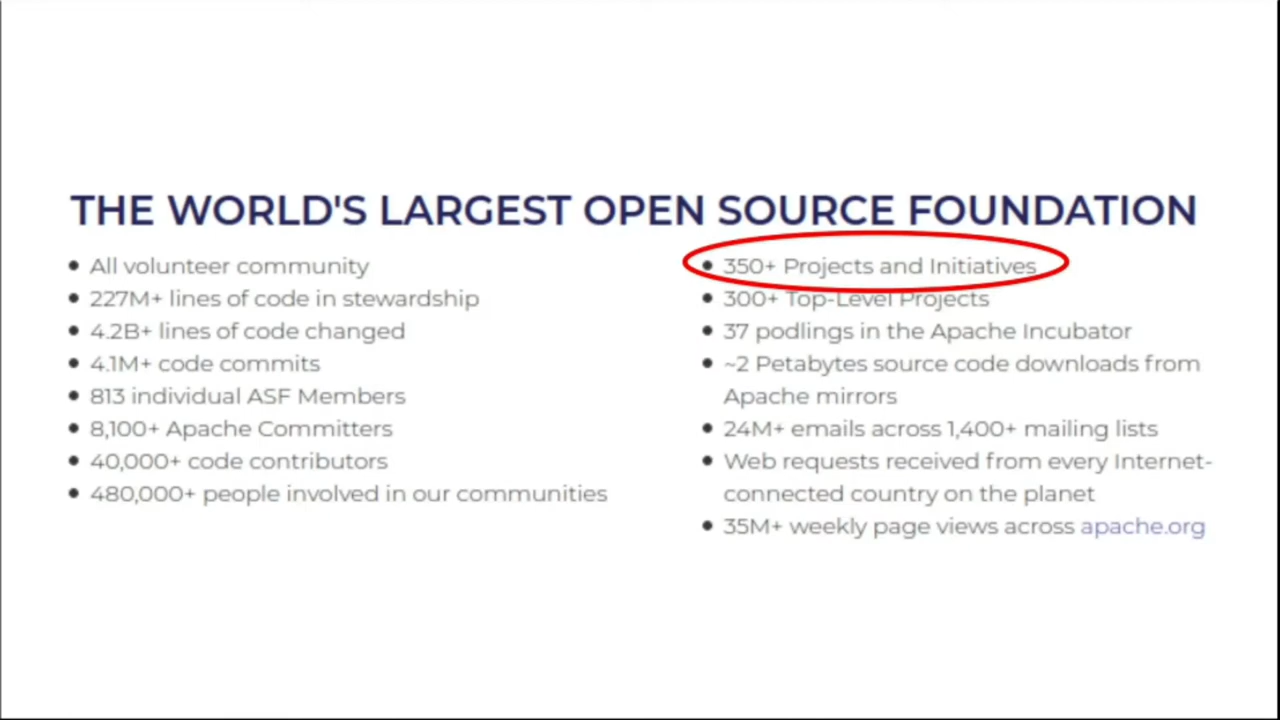 THE WORLD'S LARGEST OPEN SOURCE FOUNDATION
All volunteer community
227M+ lines of code in stewardship
4.2B+ lines of code changed
4.1M+ code commits
813 individual ASF Members
8,100+ Apache Committers
40,000+ code contributors
480,000+ people involved in our communities
350+ Projects and Initiatives
300+ Top-Level Projects
37 podlings in the Apache Incubator
~2 Petabytes source code downloads from
Apache mirrors
24M+ emails across 1,400+ mailing lists
Web requests received from every Internet-
connected country on the planet
35M+ weekly page views across apache.org